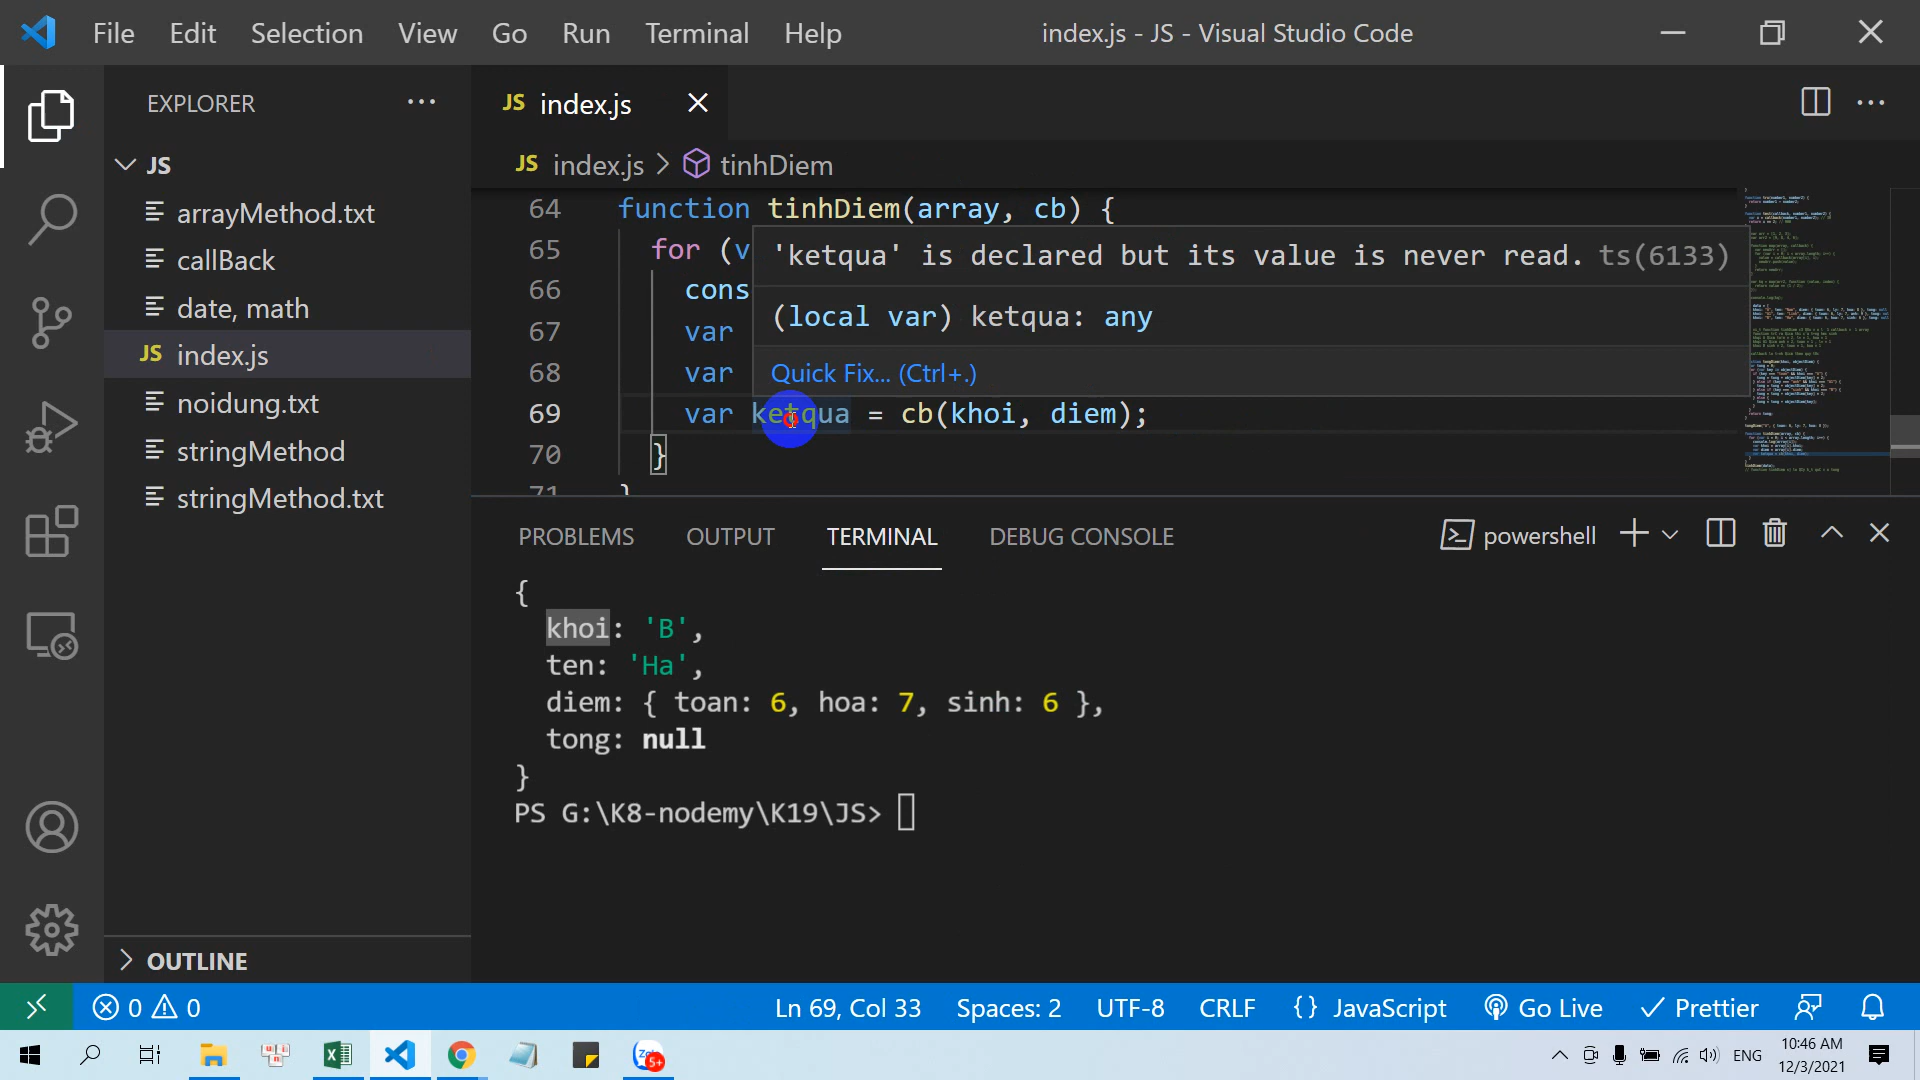 File Edit Selection View Go Run Terminal Help
index.js - JS - Visual Studio Code
EXPLORER
JS
arrayMethod.txt
callBack
date, math
JS index.js
noidung.txt
stringMethod
stringMethod.txt
OUTLINE
JS index.js
JS index.js > tinhDiem
64 function tinhDiem(array, cb) {
65 for (v
66 cons
67 var
68 var
69 var ketqua = cb(khoi, diem);
70 }
71 }
'ketqua' is declared but its value is never read. ts(6133)
(local var) ketqua: any
Quick Fix... (Ctrl+.)
PROBLEMS OUTPUT TERMINAL DEBUG CONSOLE
powershell
{
khoi: 'B',
ten: 'Ha',
diem: { toan: 6, hoa: 7, sinh: 6 },
tong: null
}
PS G:\K8-nodemy\K19\JS>
0 0
Ln 69, Col 33 Spaces: 2 UTF-8 CRLF {} JavaScript Go Live Prettier
5+
ENG
10:46 AM
12/3/2021